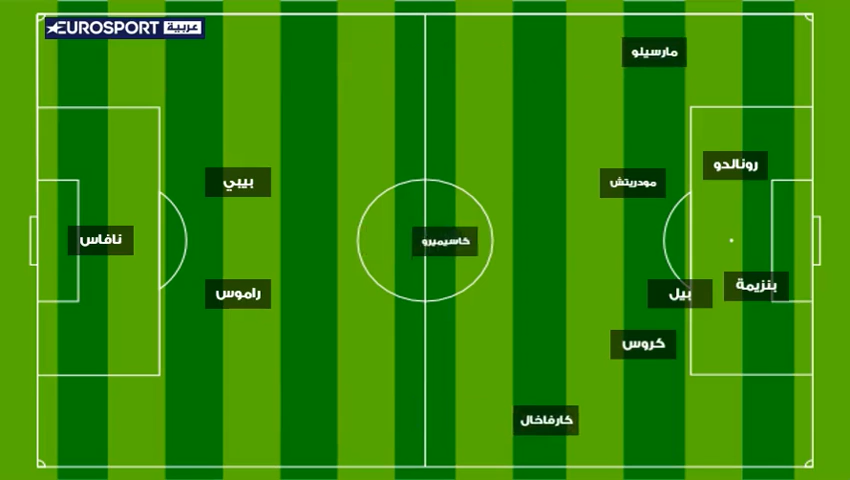 EUROSPORT عربية
مارسيلو
رونالدو
بيبي
مودريتش
نافاس
كاسيميرو
بنزيمة
راموس
بيل
كروس
كارفاخال